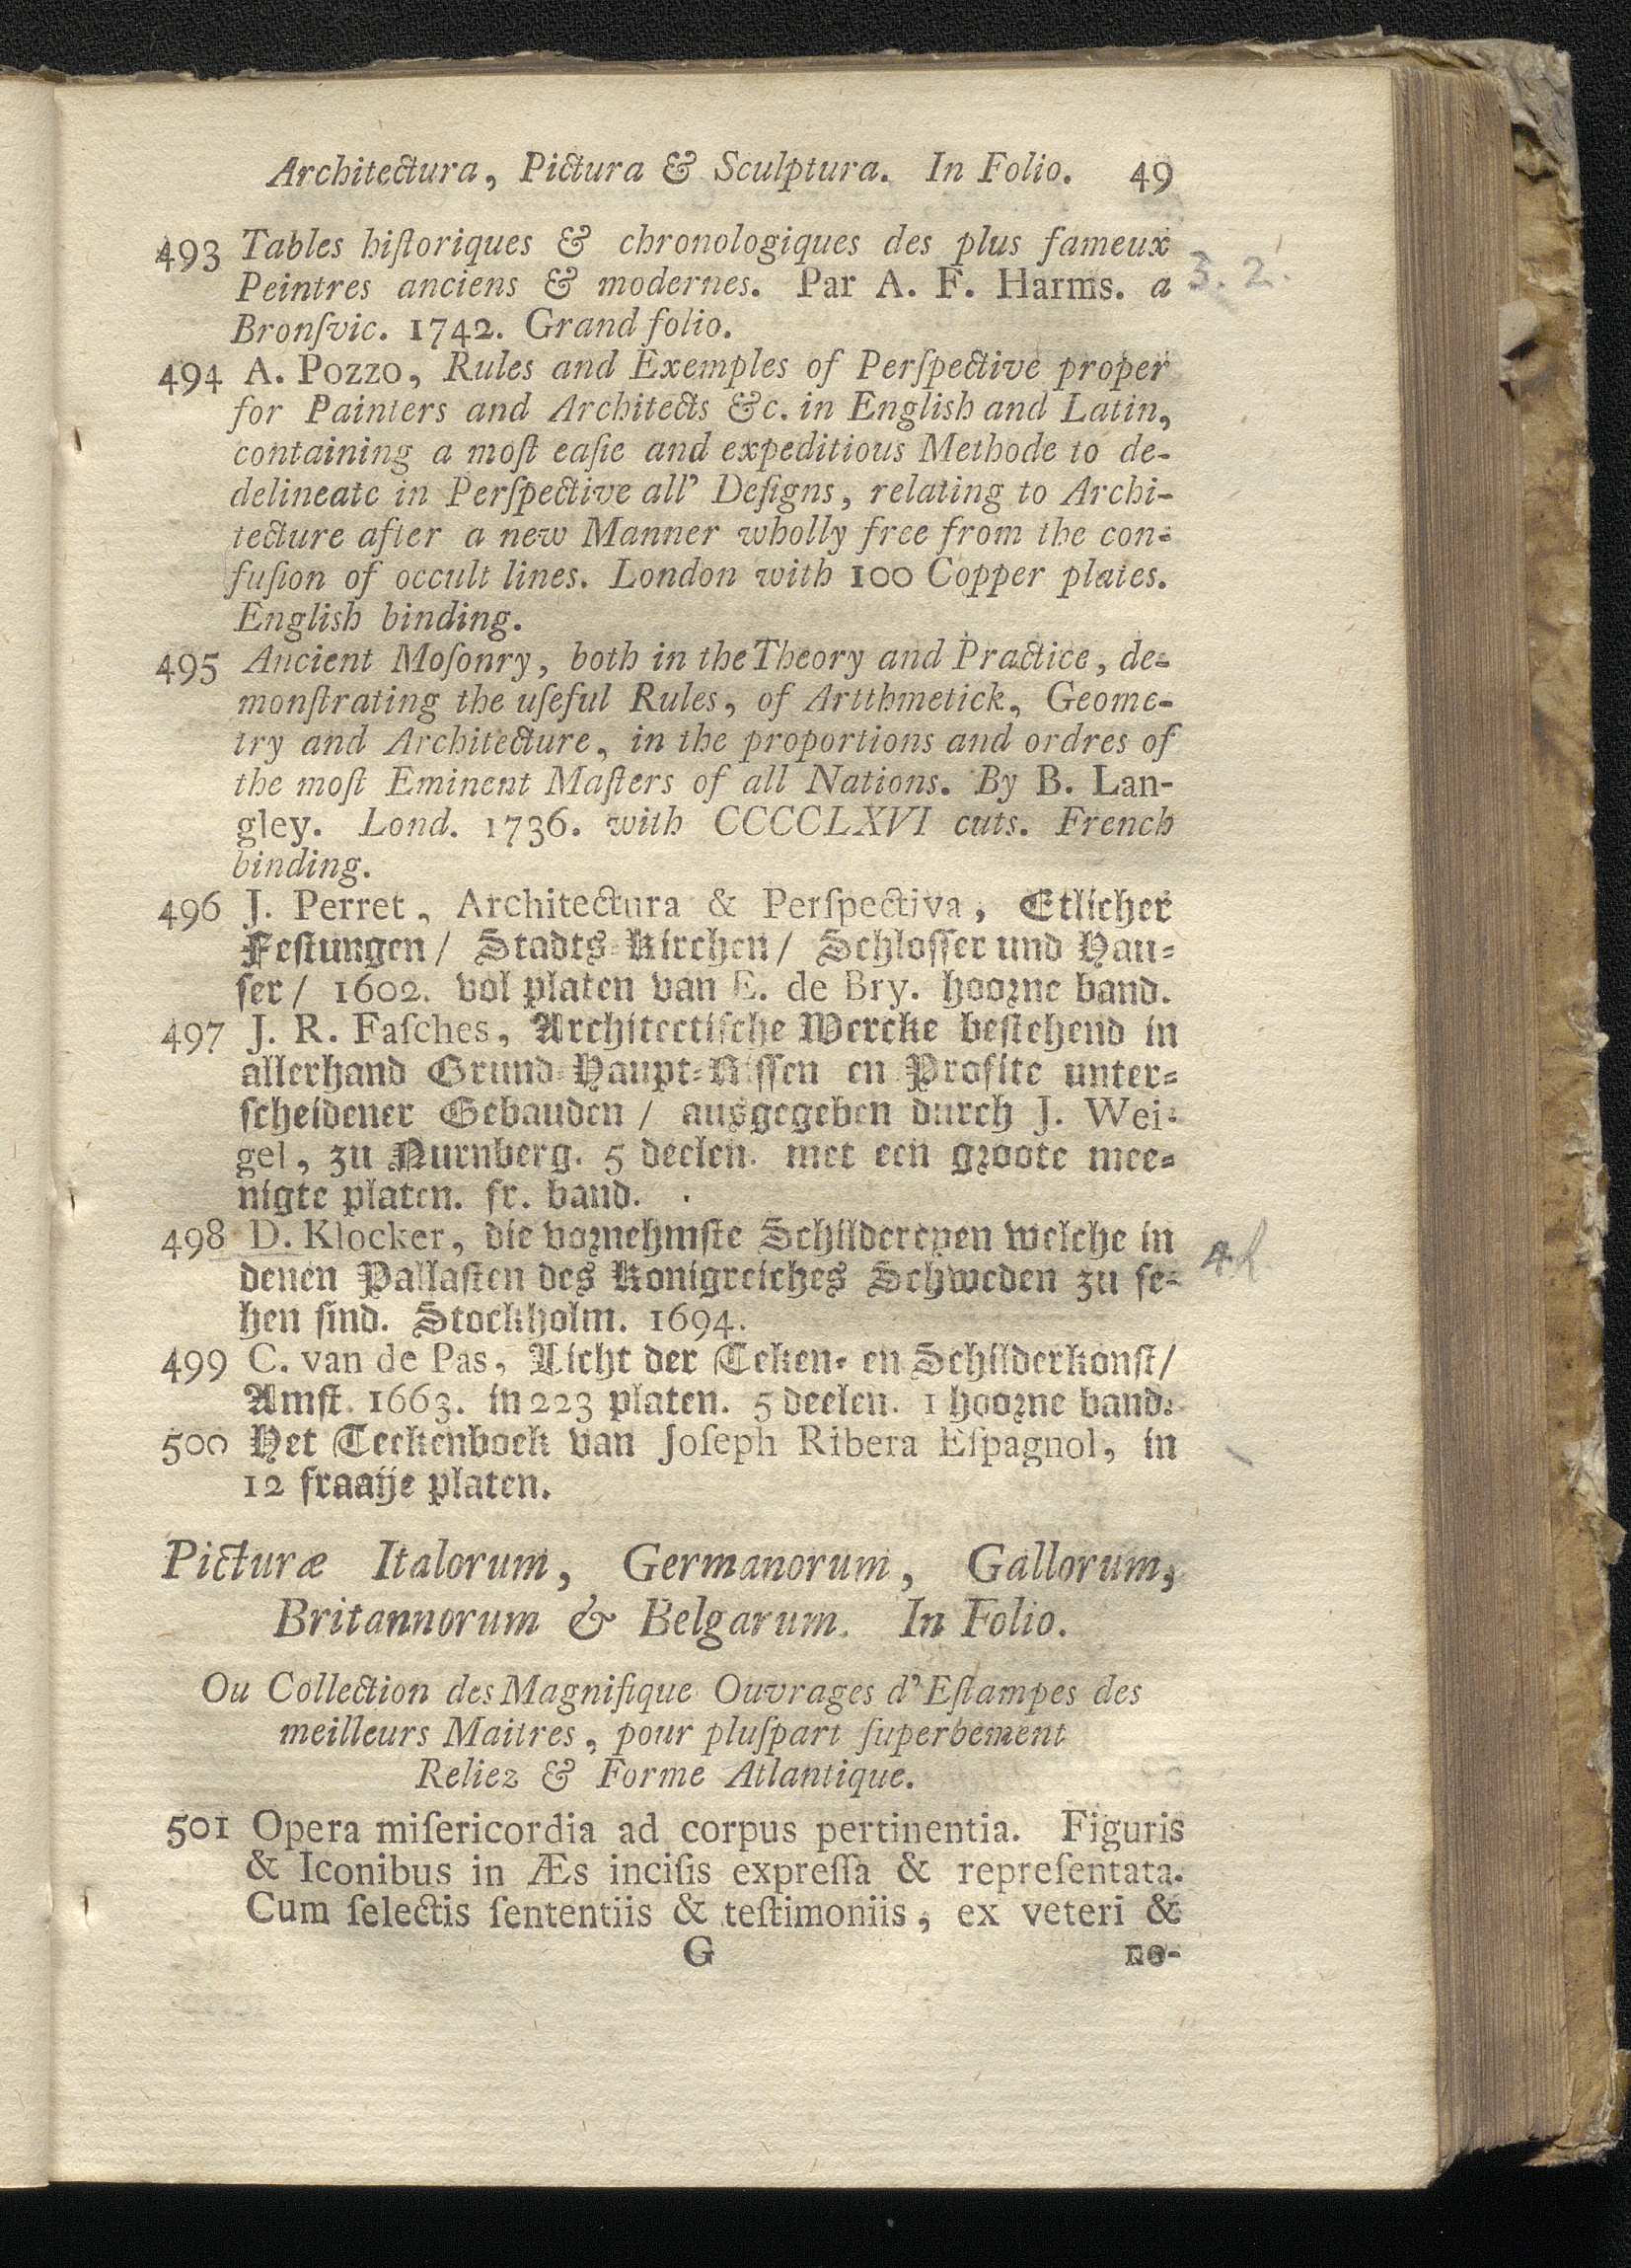 Architectura, Pictura & Sculptura. In Folio. 49
493 Tables hiſtoriques & chronologiques des plus fameux
Peintres anciens & modernes. Par A. F. Harms. a
3. 2.
Bronſvic. 1742. Grand folio.
494 A. Pozzo, Rules and Exemples of Perſpective proper
for Painters and Architects &c. in English and Latin,
containing a moſt eaſie and expeditious Methode to de-
delineate in Perſpective all' Deſigns, relating to Archi-
tecture after a new Manner wholly free from the con-
fuſion of occult lines. London with 100 Copper plates.
English binding.
495 Ancient Moſonry, both in the Theory and Practice, de-
monſtrating the uſeful Rules, of Artthmetick, Geome-
try and Architecture, in the proportions and ordres of
the moſt Eminent Maſters of all Nations. By B. Lan-
gley. Lond. 1736. with CCCCLXVI cuts. French
binding.
496 J. Perret, Architectura & Perſpectiva, Etlicher
Feſtungen/ Stadts-Kirchen/ Schloſſer und Hau-
ſer/ 1602. vol platen van E. de Bry. hoorne band.
497 J. R. Faſches, Architectiſche Wercke beſtehend in
allerhand Grund-Haupt-Riſſen en Profite unter-
ſcheidener Gebauden/ ausgegeben durch J. Wei-
gel, zu Nurnberg. 5 deelen. met een groote mee-
nigte platen. fr. band.
498 D. Klocker, die vornehmſte Schildereyen welche in
denen Pallaſten des Konigreiches Schweden zu ſe-
hen ſind. Stockholm. 1694.
499 C. van de Pas, Licht der Teken- en Schilderkonſt/
Amſt. 1663. in 223 platen. 5 deelen. 1 hoorne band.
500 Het Teekenboek van Joſeph Ribera Eſpagnol, in
12 fraaije platen.
Picturæ Italorum, Germanorum, Gallorum,
Britannorum & Belgarum. In Folio.
Ou Collection des Magnifique Ouvrages d'Eſtampes des
meilleurs Maitres, pour pluſpart ſuperbement
Reliez & Forme Atlantique.
501 Opera miſericordia ad corpus pertinentia. Figuris
& Iconibus in Æs inciſis expreſſa & repreſentata.
Cum ſelectis ſententiis & teſtimoniis, ex veteri &
G no-